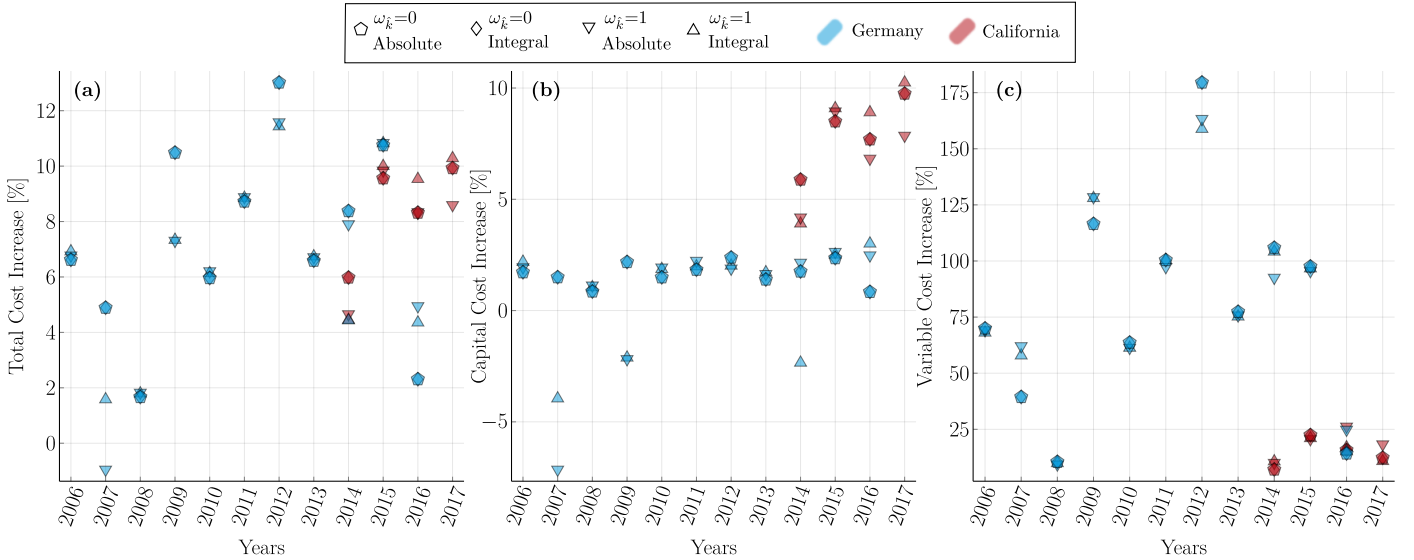 ω_k̂=0 Absolute
ω_k̂=0 Integral
ω_k̂=1 Absolute
ω_k̂=1 Integral
Germany
California
(a)
Total Cost Increase [%]
12
10
8
6
4
2
0
2006 2007 2008 2009 2010 2011 2012 2013 2014 2015 2016 2017
Years
(b)
Capital Cost Increase [%]
10
5
0
−5
2006 2007 2008 2009 2010 2011 2012 2013 2014 2015 2016 2017
Years
(c)
Variable Cost Increase [%]
175
150
125
100
75
50
25
2006 2007 2008 2009 2010 2011 2012 2013 2014 2015 2016 2017
Years